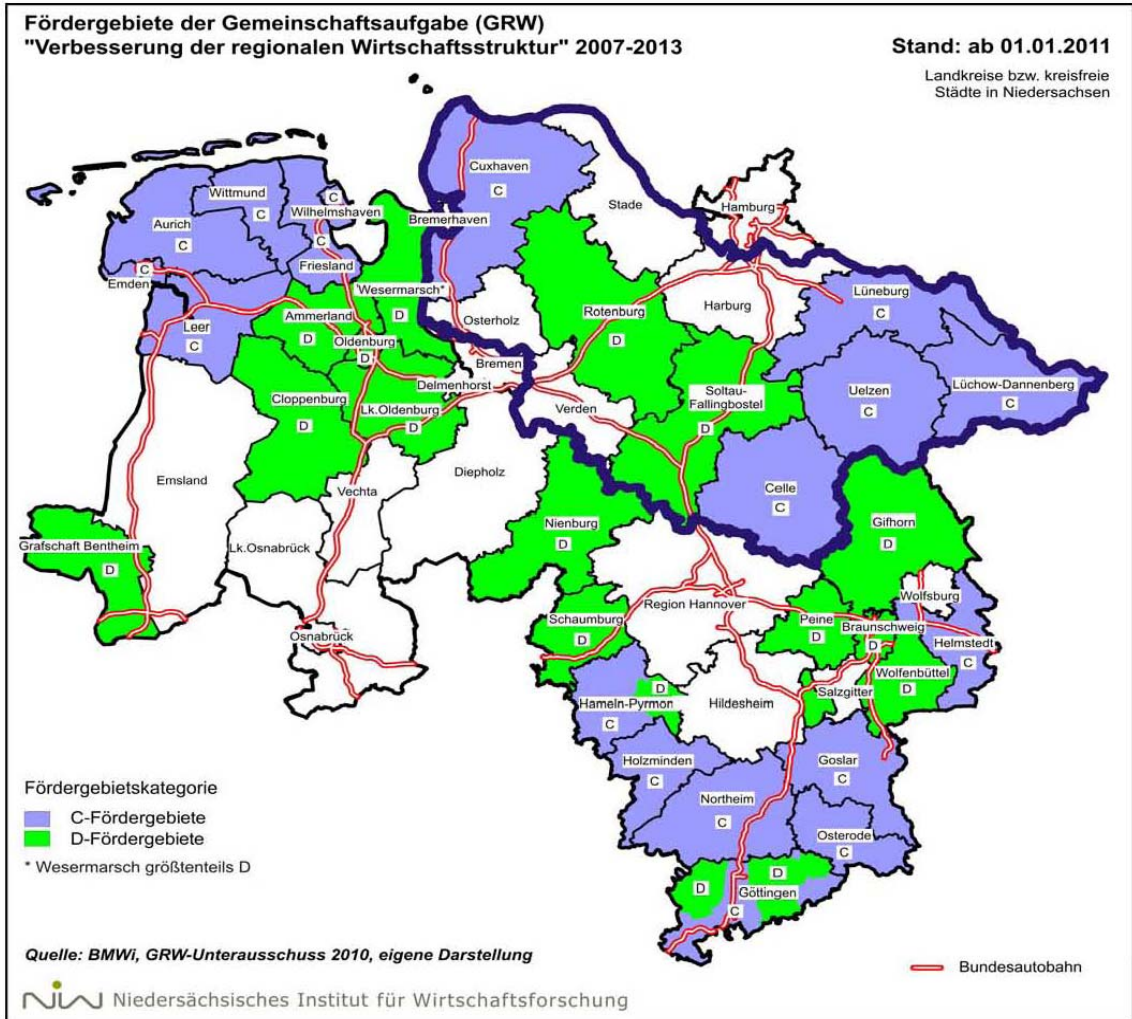 Fördergebiete der Gemeinschaftsaufgabe (GRW)
"Verbesserung der regionalen Wirtschaftsstruktur" 2007-2013
Stand: ab 01.01.2011
Landkreise bzw. kreisfreie
Städte in Niedersachsen
Cuxhaven
C
Stade
Hamburg
Wittmund
C
C
Wilhelmshaven
Aurich
C
C
Bremerhaven
Friesland
C
Emden
'Wesermarsch*
D
Lüneburg
C
Harburg
Osterholz
Rotenburg
D
Ammerland
D
Leer
C
Oldenburg
D
Bremen
Delmenhorst
Cloppenburg
D
Lk.Oldenburg
D
Verden
Soltau-
Fallingbostel
D
Uelzen
C
Lüchow-Dannenberg
C
Emsland
Diepholz
Vechta
Celle
C
Nienburg
D
Gifhorn
D
Grafschaft Bentheim
D
Lk.Osnabrück
Wolfsburg
Region Hannover
Schaumburg
D
Peine
D
Braunschweig
D
Helmstedt
C
Osnabrück
Wolfenbüttel
D
D
Salzgitter
Hameln-Pyrmon
C
Hildesheim
Holzminden
C
Goslar
C
Northeim
C
Osterode
C
D
D
Göttingen
C
Fördergebietskategorie
C-Fördergebiete
D-Fördergebiete
* Wesermarsch größtenteils D
Quelle: BMWi, GRW-Unterausschuss 2010, eigene Darstellung
Bundesautobahn
NIW Niedersächsisches Institut für Wirtschaftsforschung